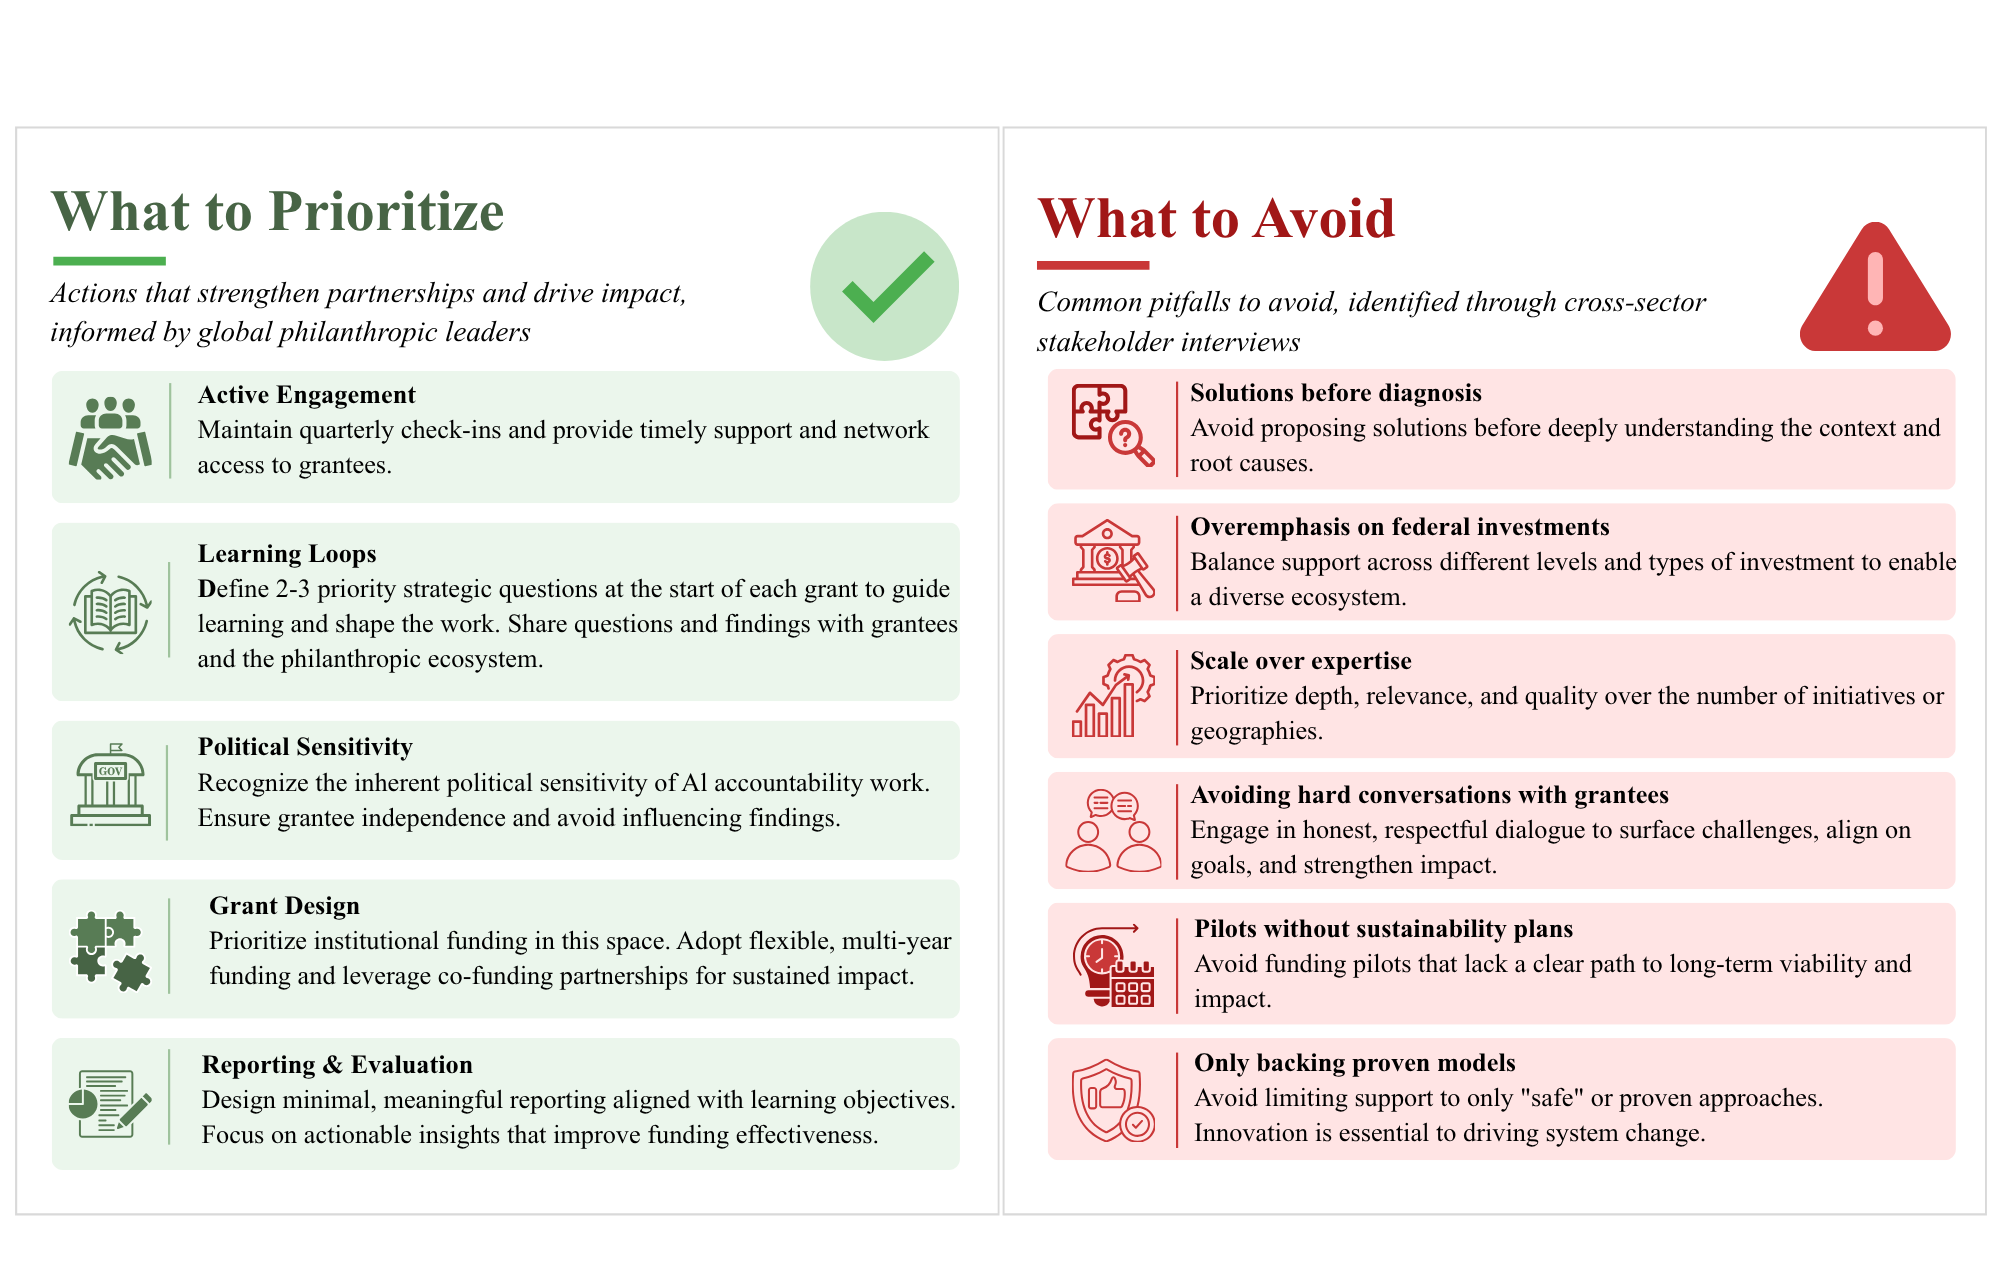 What to Prioritize
Actions that strengthen partnerships and drive impact,
informed by global philanthropic leaders
Active Engagement
Maintain quarterly check-ins and provide timely support and network
access to grantees.
Learning Loops
Define 2-3 priority strategic questions at the start of each grant to guide
learning and shape the work. Share questions and findings with grantees
and the philanthropic ecosystem.
GOV
Political Sensitivity
Recognize the inherent political sensitivity of Al accountability work.
Ensure grantee independence and avoid influencing findings.
Grant Design
Prioritize institutional funding in this space. Adopt flexible, multi-year
funding and leverage co-funding partnerships for sustained impact.
Reporting & Evaluation
Design minimal, meaningful reporting aligned with learning objectives.
Focus on actionable insights that improve funding effectiveness.
What to Avoid
Common pitfalls to avoid, identified through cross-sector
stakeholder interviews
Solutions before diagnosis
Avoid proposing solutions before deeply understanding the context and
root causes.
Overemphasis on federal investments
Balance support across different levels and types of investment to enable
a diverse ecosystem.
Scale over expertise
Prioritize depth, relevance, and quality over the number of initiatives or
geographies.
Avoiding hard conversations with grantees
Engage in honest, respectful dialogue to surface challenges, align on
goals, and strengthen impact.
Pilots without sustainability plans
Avoid funding pilots that lack a clear path to long-term viability and
impact.
Only backing proven models
Avoid limiting support to only "safe" or proven approaches.
Innovation is essential to driving system change.